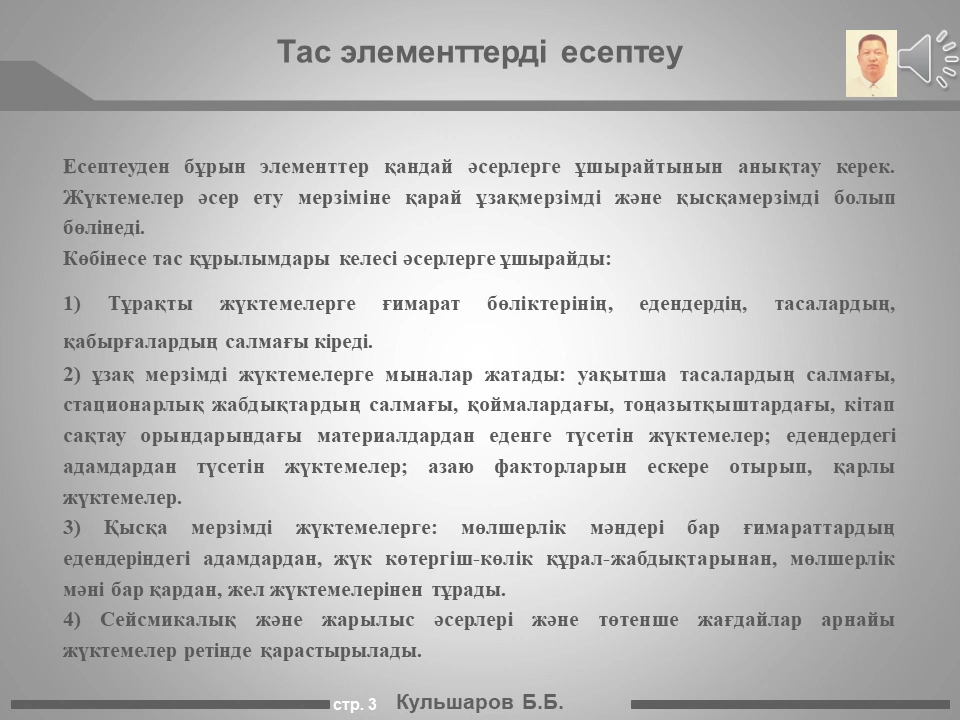 Тас элементтерді есептеу
Есептеуден бұрын элементтер қандай әсерлерге ұшырайтынын анықтау керек.
Жүктемелер әсер ету мерзіміне қарай ұзақмерзімді және қысқамерзімді болып
бөлінеді.
Көбінесе тас құрылымдары келесі әсерлерге ұшырайды:
1) Тұрақты жүктемелерге ғимарат бөліктерінің, едендердің, тасалардың,
қабырғалардың салмағы кіреді.
2) ұзақ мерзімді жүктемелерге мыналар жатады: уақытша тасалардың салмағы,
стационарлық жабдықтардың салмағы, қоймалардағы, тоңазытқыштардағы, кітап
сақтау орындарындағы материалдардан еденге түсетін жүктемелер; едендердегі
адамдардан түсетін жүктемелер; азаю факторларын ескере отырып, қарлы
жүктемелер.
3) Қысқа мерзімді жүктемелерге: мөлшерлік мәндері бар ғимараттардың
едендеріндегі адамдардан, жүк көтергіш-көлік құрал-жабдықтарынан, мөлшерлік
мәні бар қардан, жел жүктемелерінен тұрады.
4) Сейсмикалық және жарылыс әсерлері және төтенше жағдайлар арнайы
жүктемелер ретінде қарастырылады.
стр. 3 Кульшаров Б.Б.